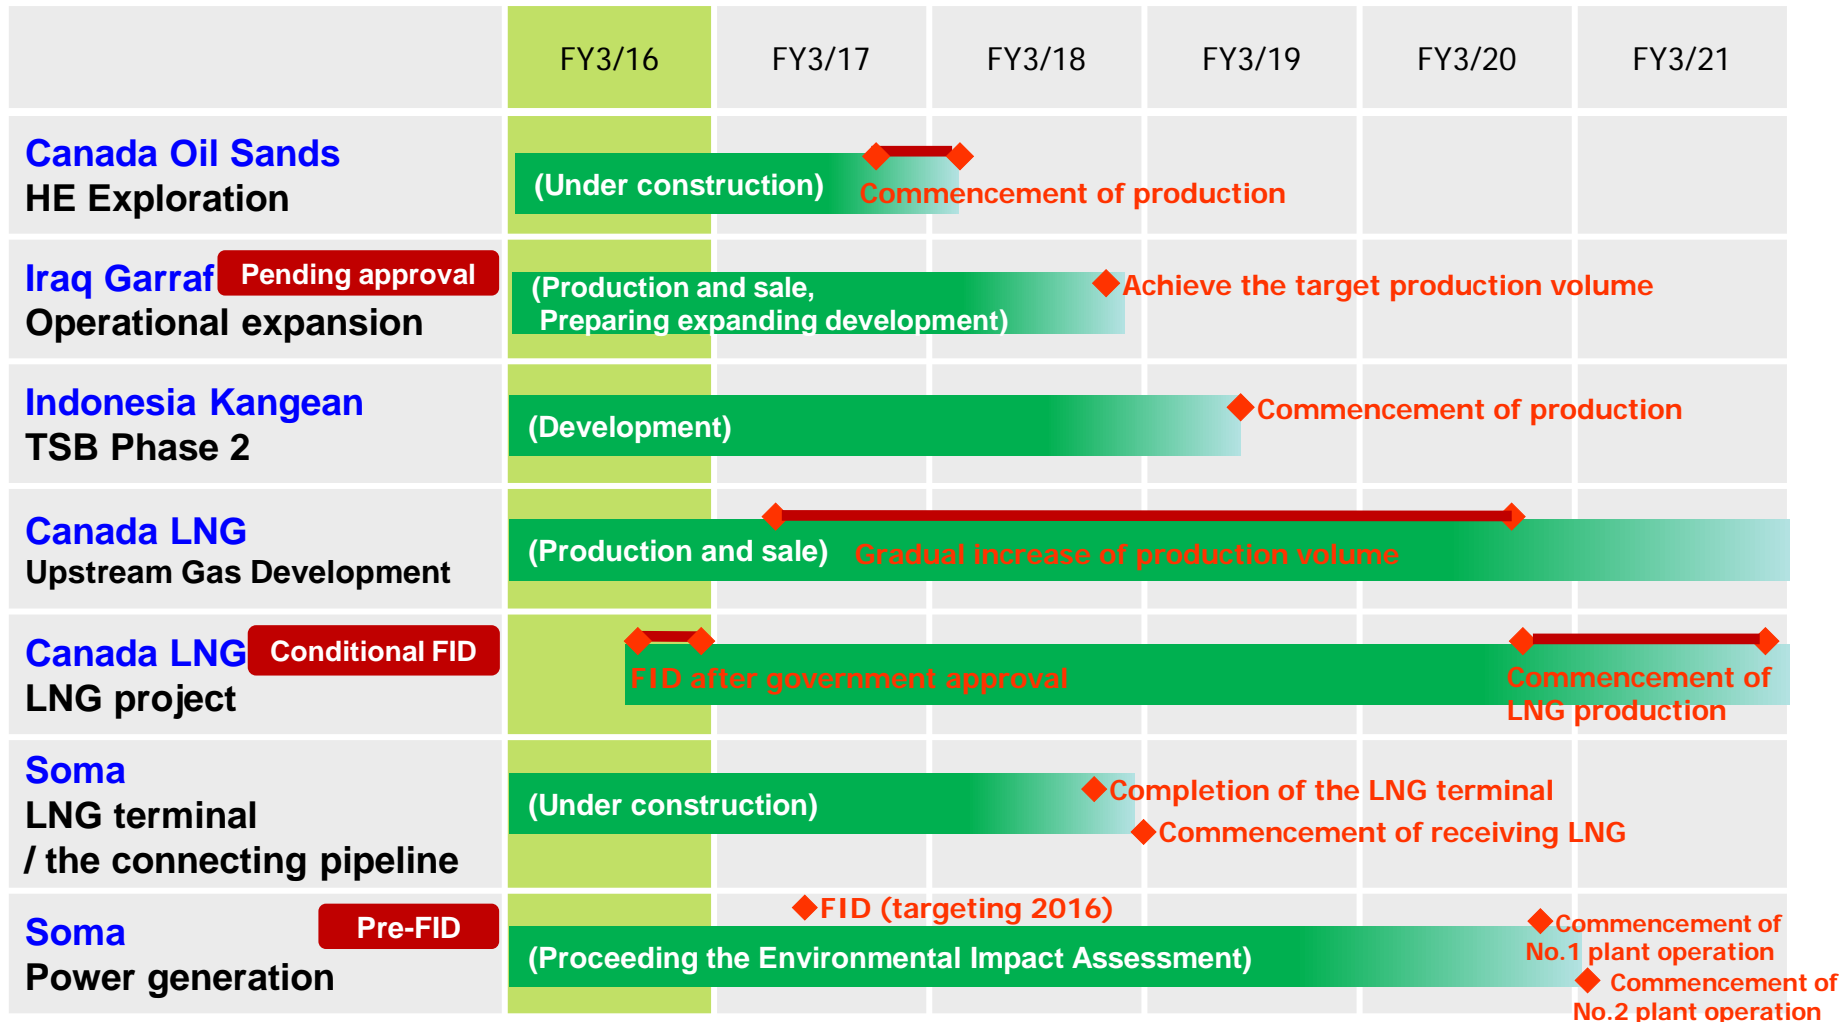 FY3/16 FY3/17 FY3/18 FY3/19 FY3/20 FY3/21
Canada Oil Sands
HE Exploration
(Under construction)
Commencement of production
Iraq Garraf
Pending approval
Operational expansion
(Production and sale,
Preparing expanding development)
Achieve the target production volume
Indonesia Kangean
TSB Phase 2
(Development)
Commencement of production
Canada LNG
Upstream Gas Development
(Production and sale)
Gradual increase of production volume
Canada LNG
Conditional FID
LNG project
FID after government approval
Commencement of
LNG production
Soma
LNG terminal
/ the connecting pipeline
(Under construction)
Completion of the LNG terminal
Commencement of receiving LNG
Soma
Pre-FID
Power generation
FID (targeting 2016)
(Proceeding the Environmental Impact Assessment)
Commencement of
No.1 plant operation
Commencement of
No.2 plant operation